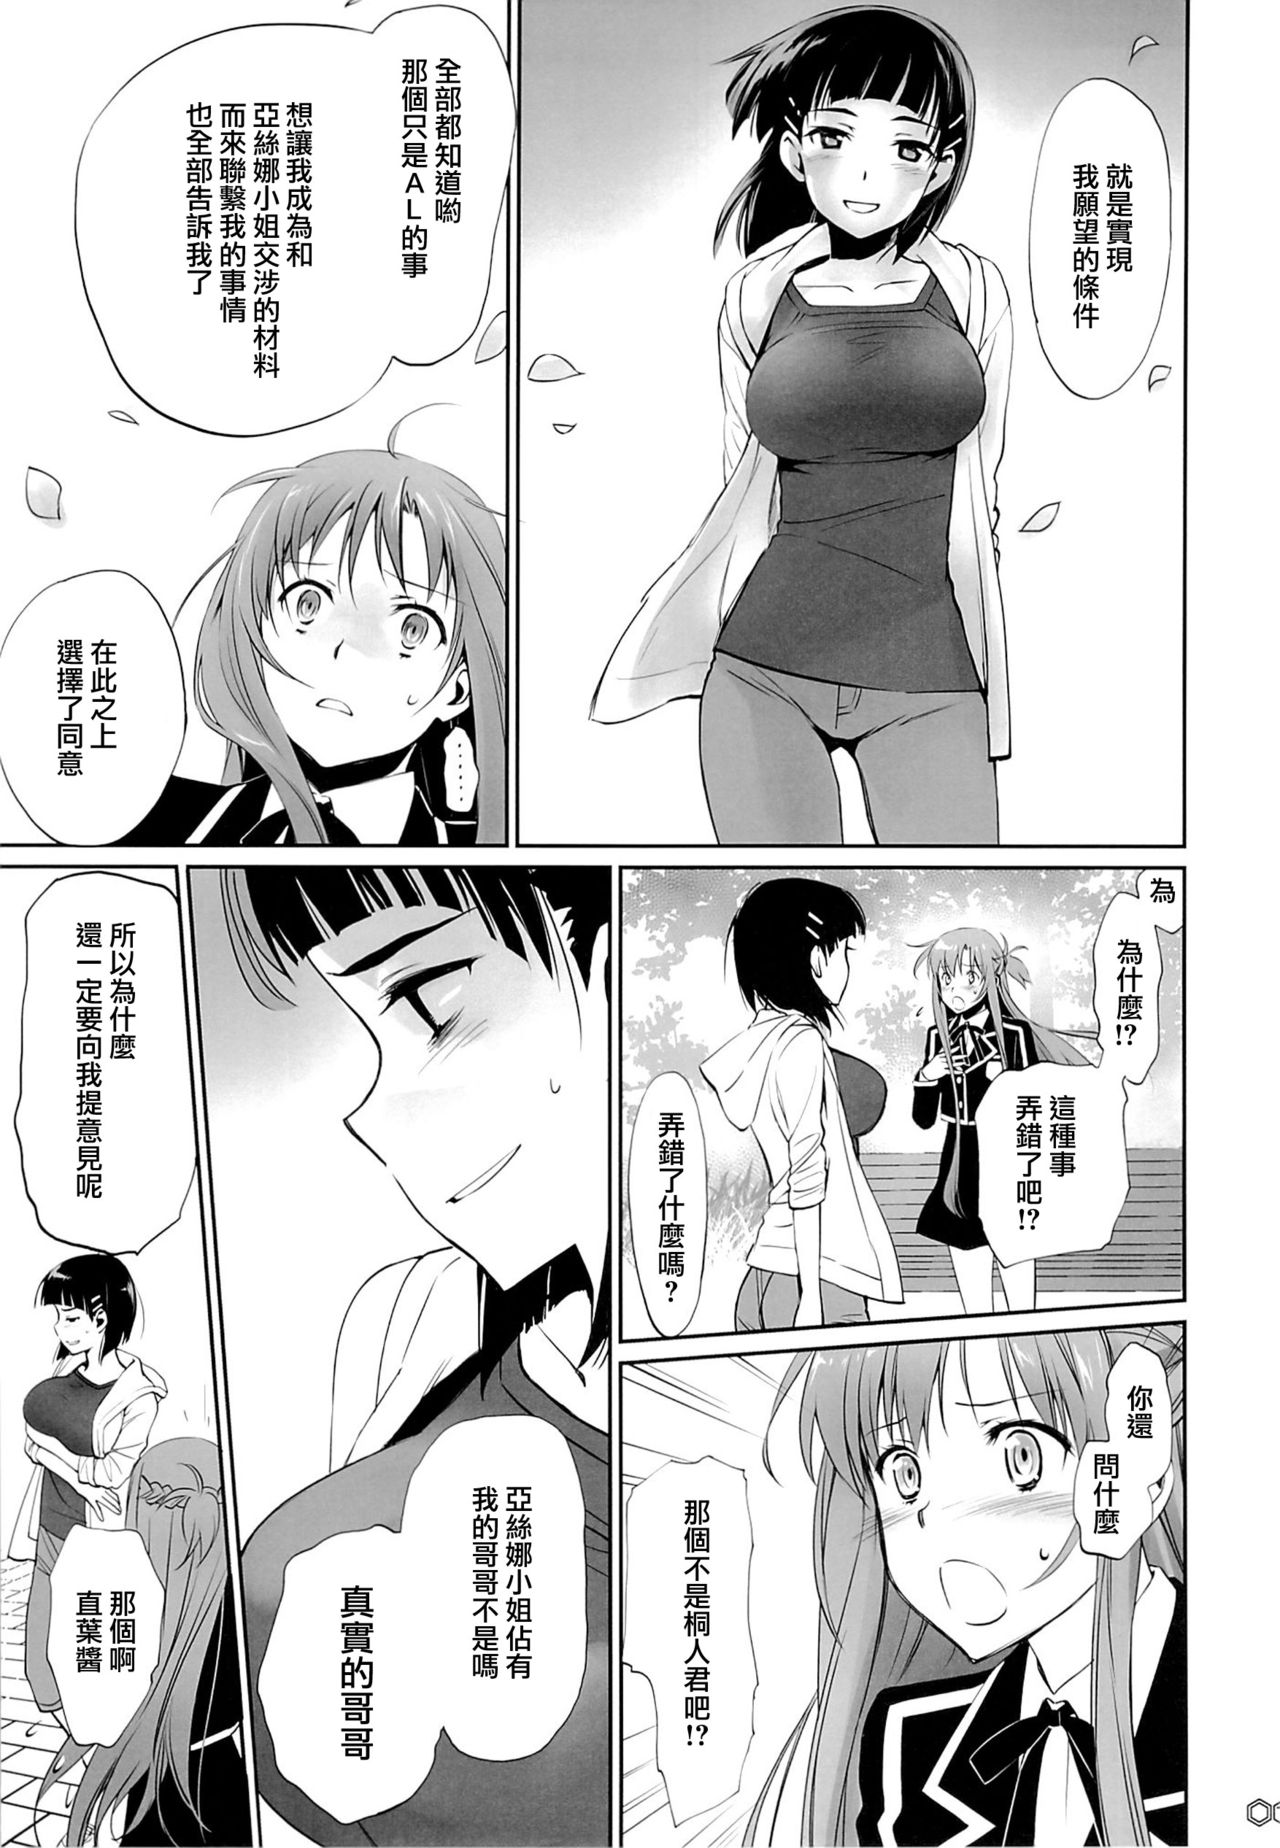 就是實現
我願望的條件
全部都知道喲
那個只是AL的事
想讓我成為和
亞絲娜小姐交涉的材料
而來聯繫我的事情
也全部告訴我了
在此之上
選擇了同意
……
為
為什麼!?
這種事
弄錯了吧!?
弄錯了什麼嗎?
你還
問什麼
那個不是桐人君吧!?
亞絲娜小姐佔有
我的哥哥不是嗎
真實的哥哥
所以為什麼
還一定要向我提意見呢
那個啊
直葉醬